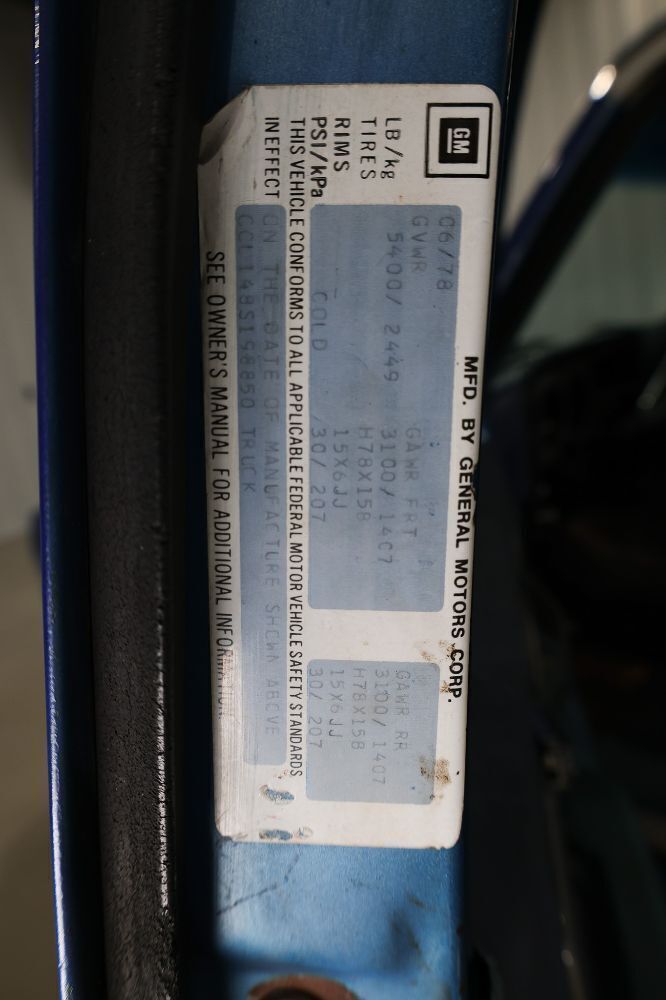 GM
MFD. BY GENERAL MOTORS CORP.
06/78
GVWR GAWR FRT GAWR RR
LB/kg 5400/ 2449 3100/1407 3100/ 1407
TIRES H78X15B H78X15B
RIMS 15X6JJ 15X6JJ
PSI/kPa COLD 30/ 207 30/ 207
THIS VEHICLE CONFORMS TO ALL APPLICABLE FEDERAL MOTOR VEHICLE SAFETY STANDARDS
IN EFFECT ON THE DATE OF MANUFACTURE SHOWN ABOVE
TRUCK
SEE OWNER'S MANUAL FOR ADDITIONAL INFORMATION